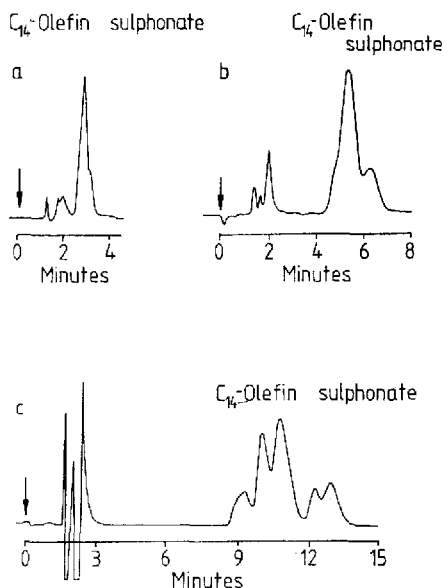 C₁₄-Olefin sulphonate
a
0 2 4
Minutes
C₁₄-Olefin
sulphonate
b
0 2 4 6 8
Minutes
C₁₄-Olefin sulphonate
c
0 3 9 12 15
Minutes